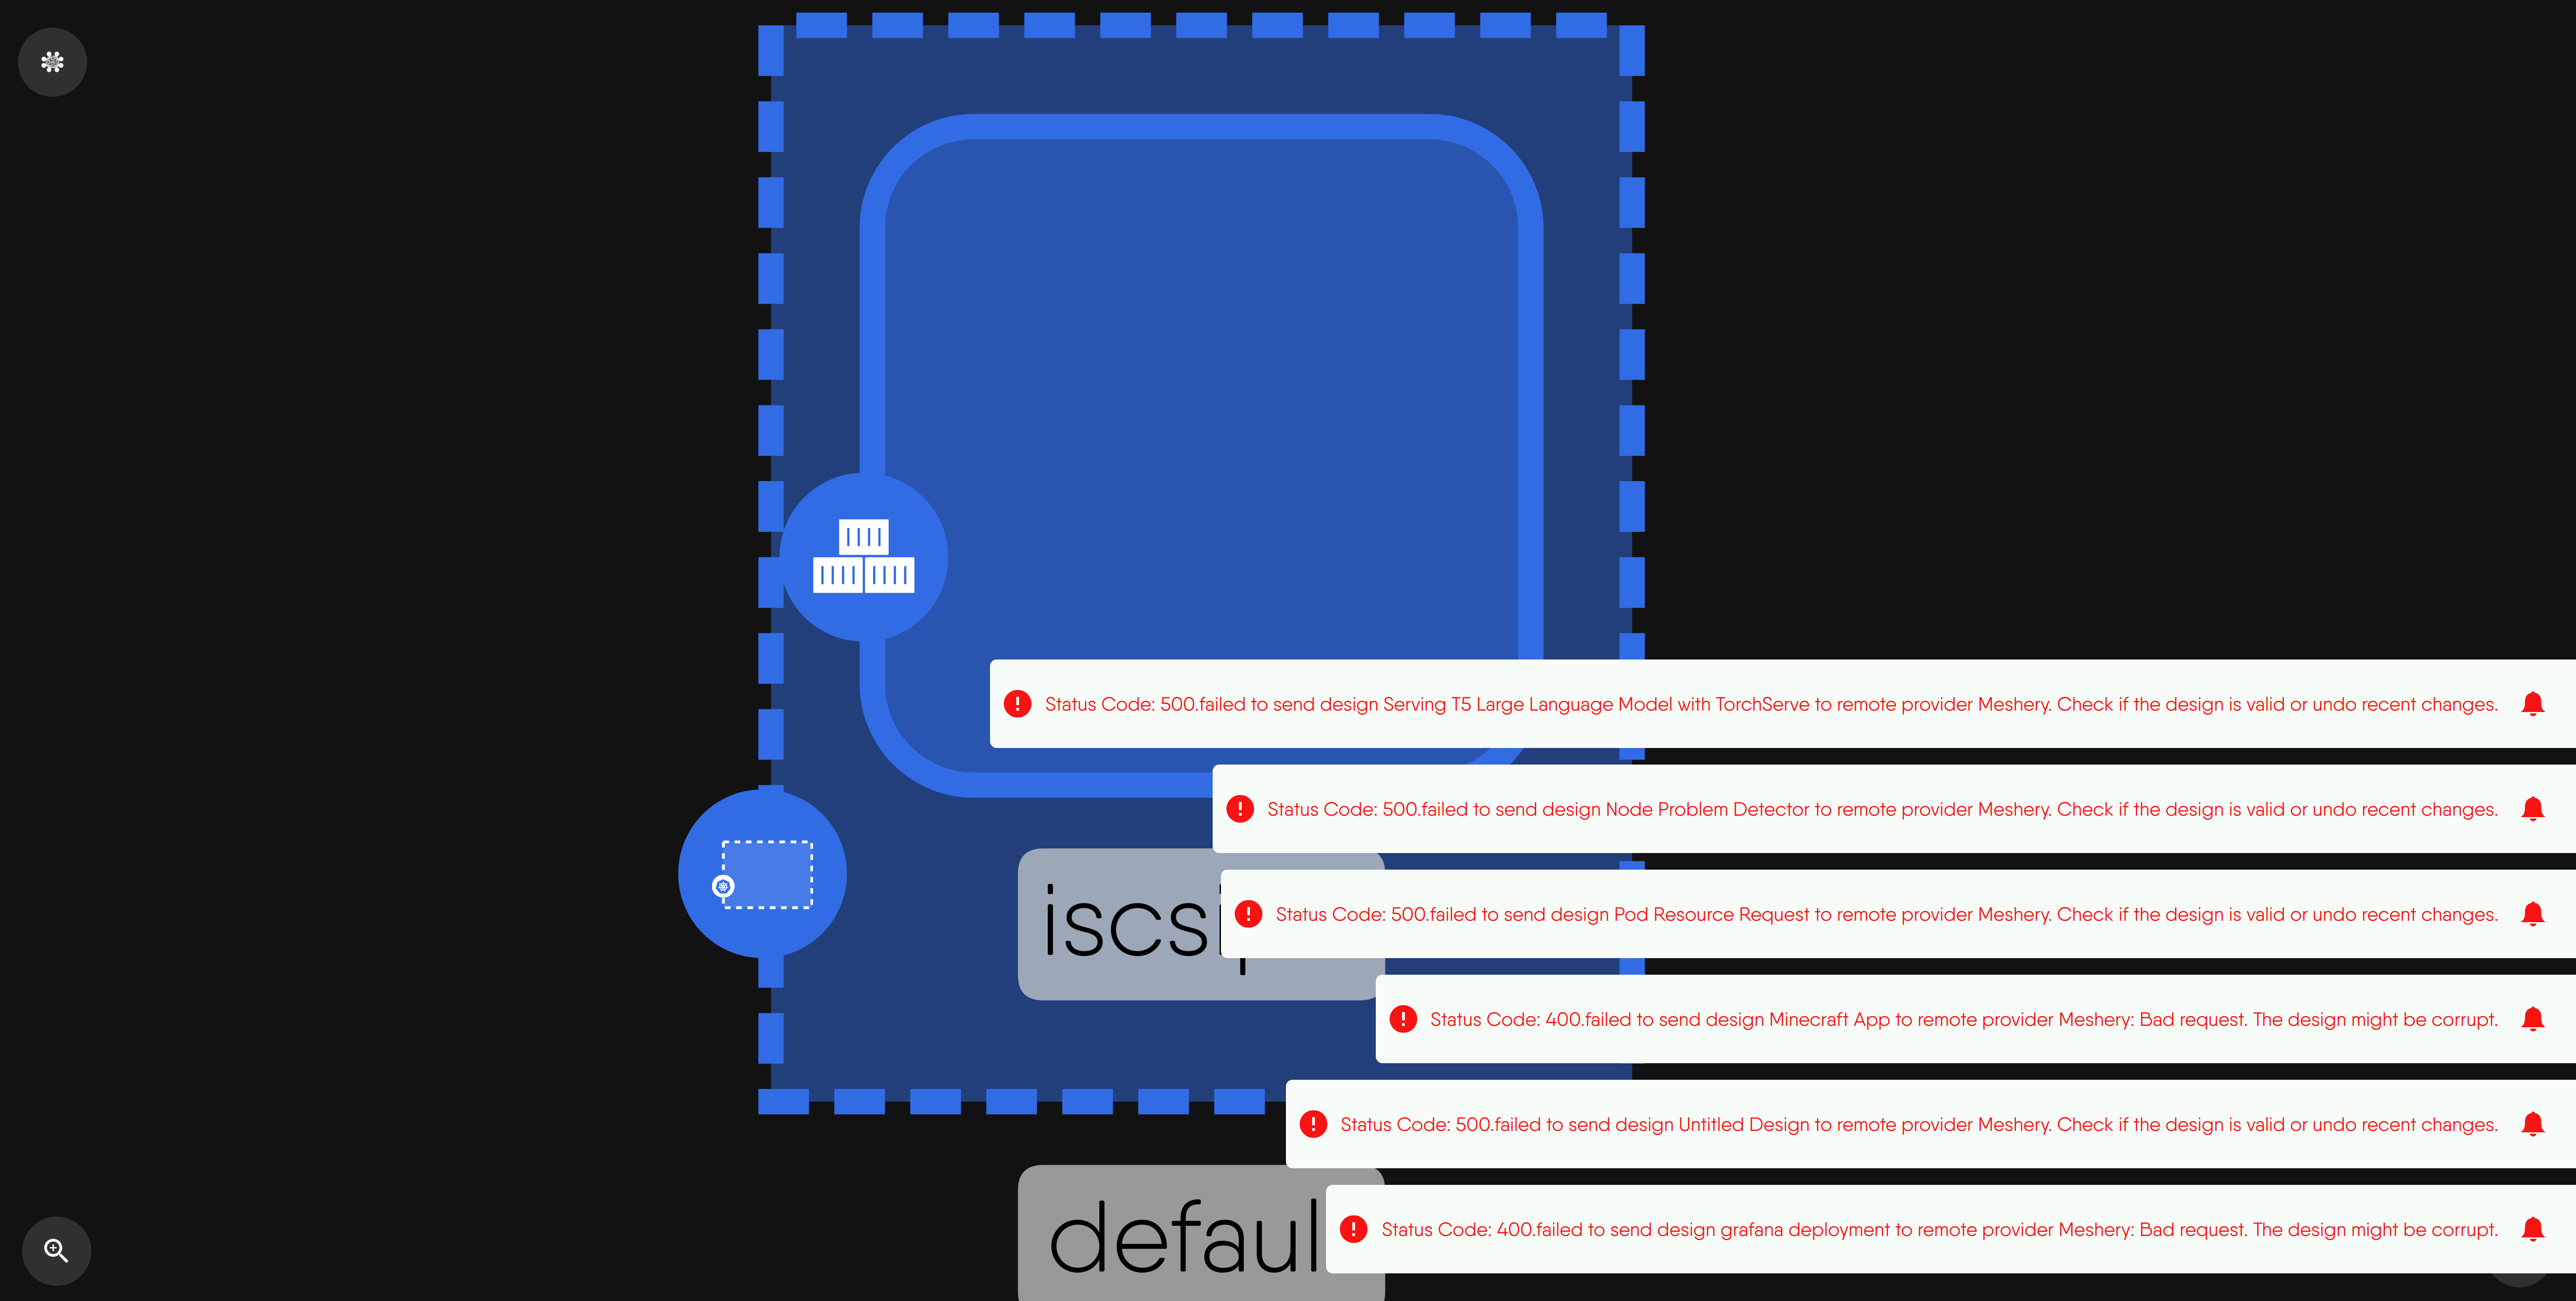 Status Code: 500.failed to send design Serving T5 Large Language Model with TorchServe to remote provider Meshery. Check if the design is valid or undo recent changes.
Status Code: 500.failed to send design Node Problem Detector to remote provider Meshery. Check if the design is valid or undo recent changes.
Status Code: 500.failed to send design Pod Resource Request to remote provider Meshery. Check if the design is valid or undo recent changes.
Status Code: 400.failed to send design Minecraft App to remote provider Meshery: Bad request. The design might be corrupt.
Status Code: 500.failed to send design Untitled Design to remote provider Meshery. Check if the design is valid or undo recent changes.
defaul
Status Code: 400.failed to send design grafana deployment to remote provider Meshery: Bad request. The design might be corrupt.